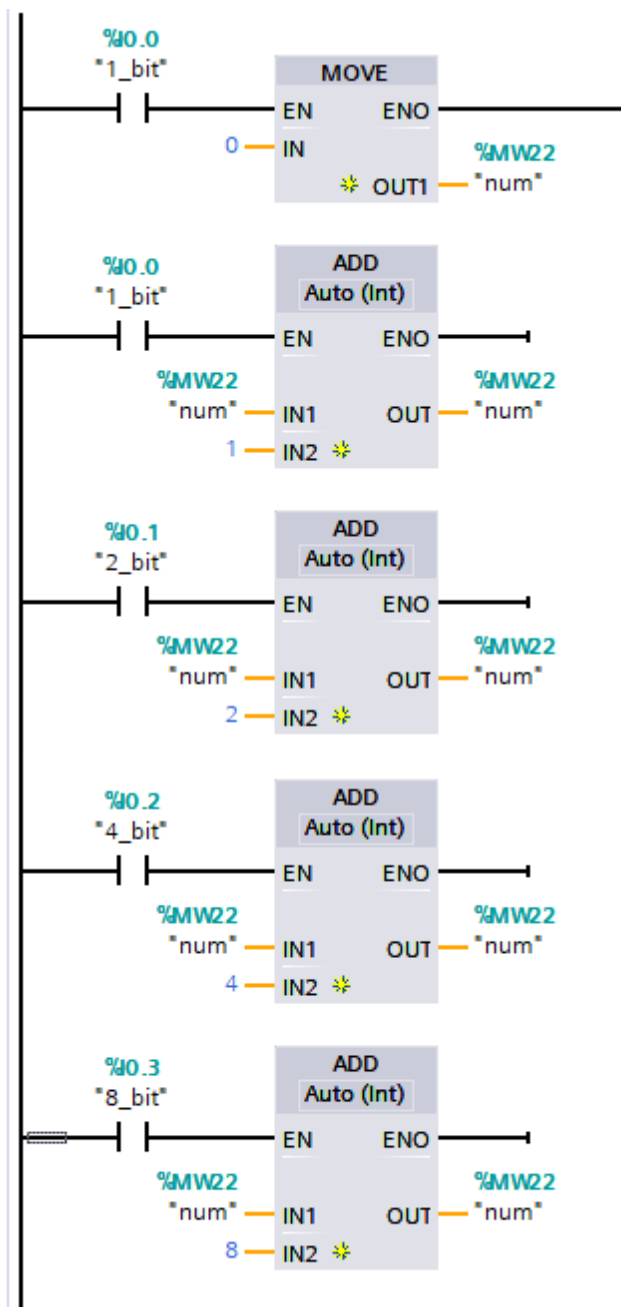 %I0.0
"1_bit"
MOVE
EN ENO
0 IN
%MW22
OUT1 "num"
%I0.0
"1_bit"
ADD
Auto (Int)
EN ENO
%MW22 %MW22
"num" IN1 OUT "num"
1 IN2
%I0.1
"2_bit"
ADD
Auto (Int)
EN ENO
%MW22 %MW22
"num" IN1 OUT "num"
2 IN2
%I0.2
"4_bit"
ADD
Auto (Int)
EN ENO
%MW22 %MW22
"num" IN1 OUT "num"
4 IN2
%I0.3
"8_bit"
ADD
Auto (Int)
EN ENO
%MW22 %MW22
"num" IN1 OUT "num"
8 IN2